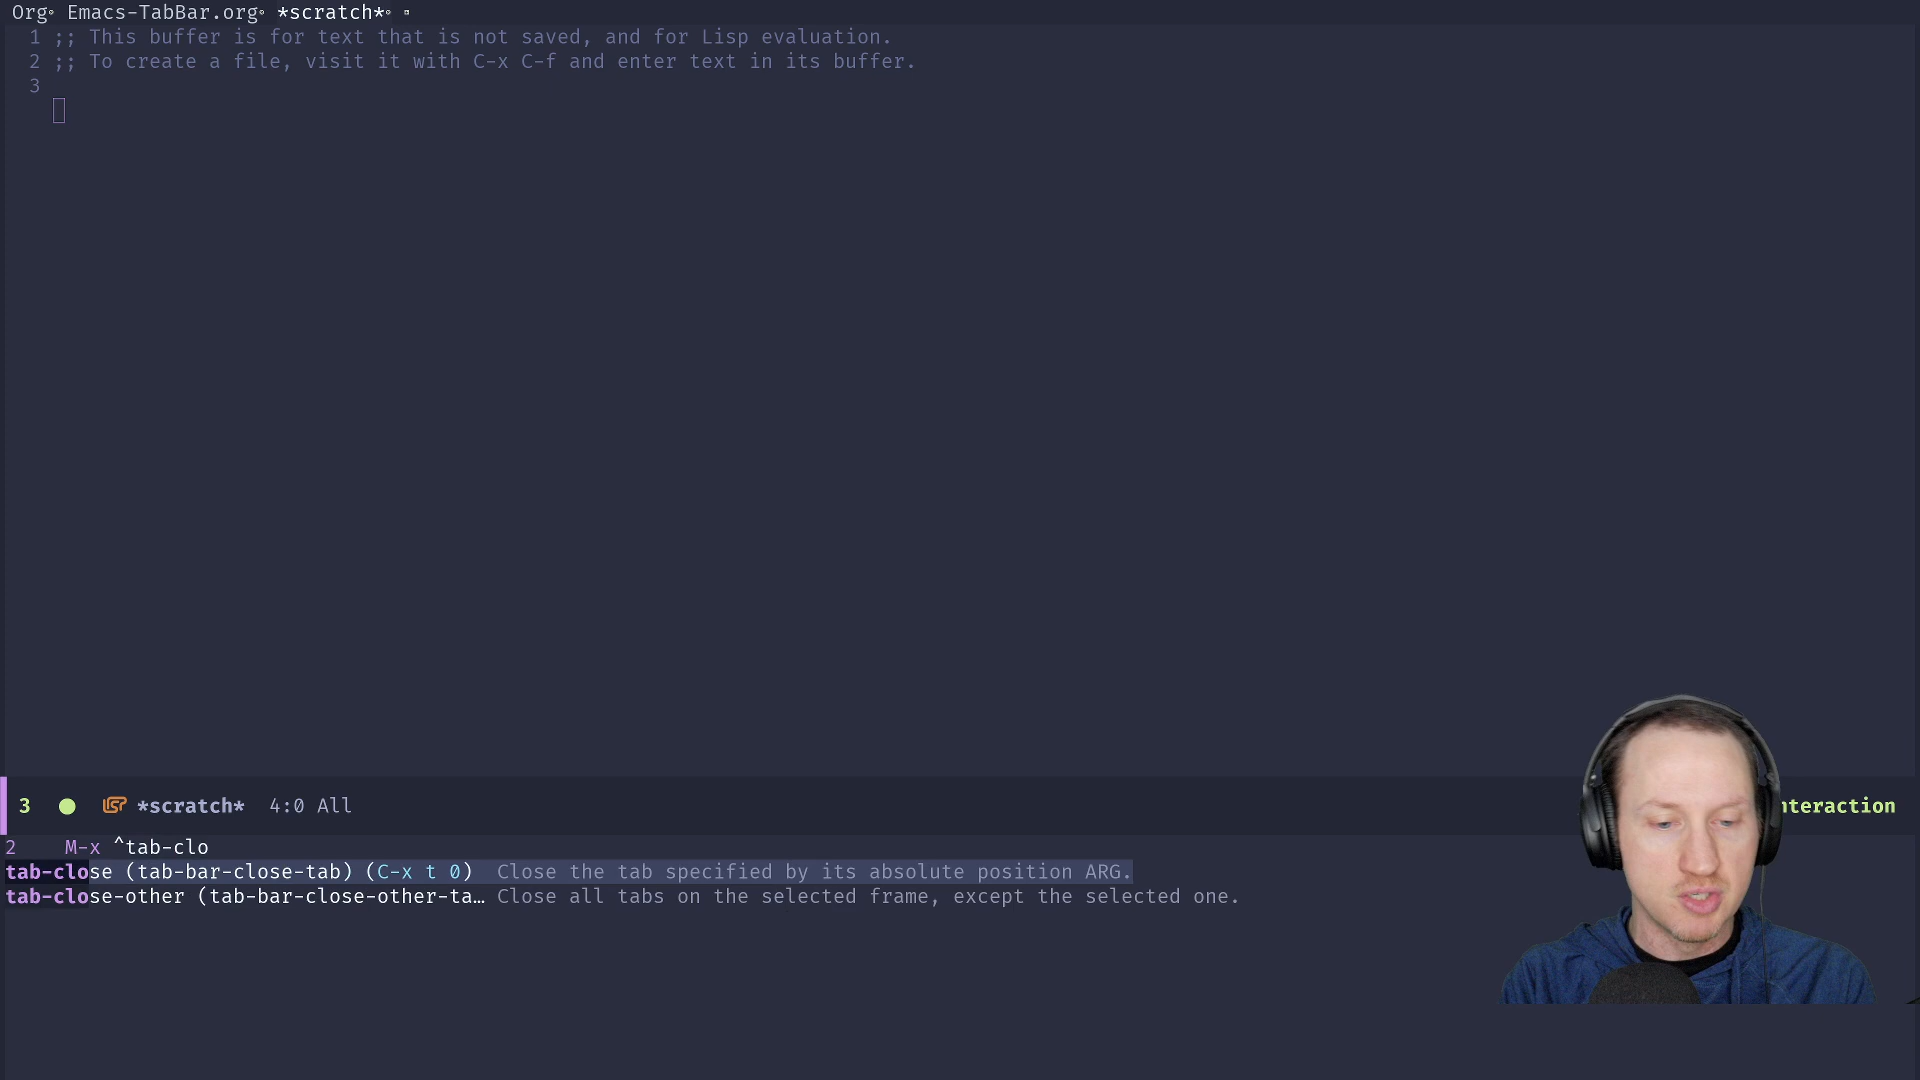 Org Emacs-TabBar.org *scratch*
1 ;; This buffer is for text that is not saved, and for Lisp evaluation.
2 ;; To create a file, visit it with C-x C-f and enter text in its buffer.
3
3 *scratch* 4:0 All nteraction
2 M-x ^tab-clo
tab-close (tab-bar-close-tab) (C-x t 0) Close the tab specified by its absolute position ARG.
tab-close-other (tab-bar-close-other-ta… Close all tabs on the selected frame, except the selected one.